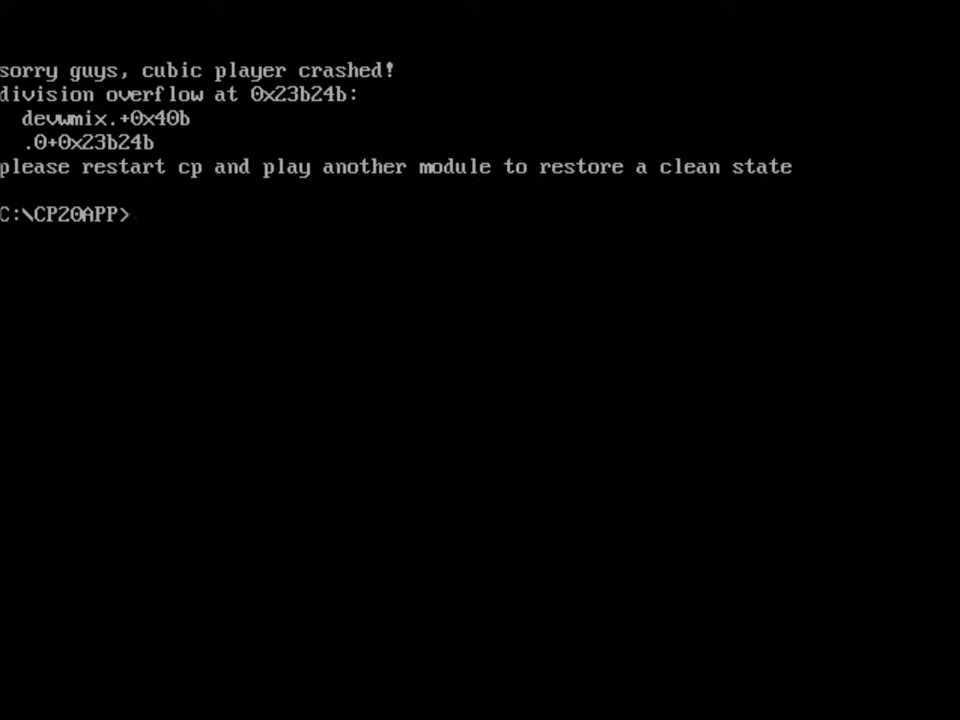 sorry guys, cubic player crashed!
division overflow at 0x23b24b:
devwmix.+0x40b
.0+0x23b24b
please restart cp and play another module to restore a clean state
C:\CP20APP>